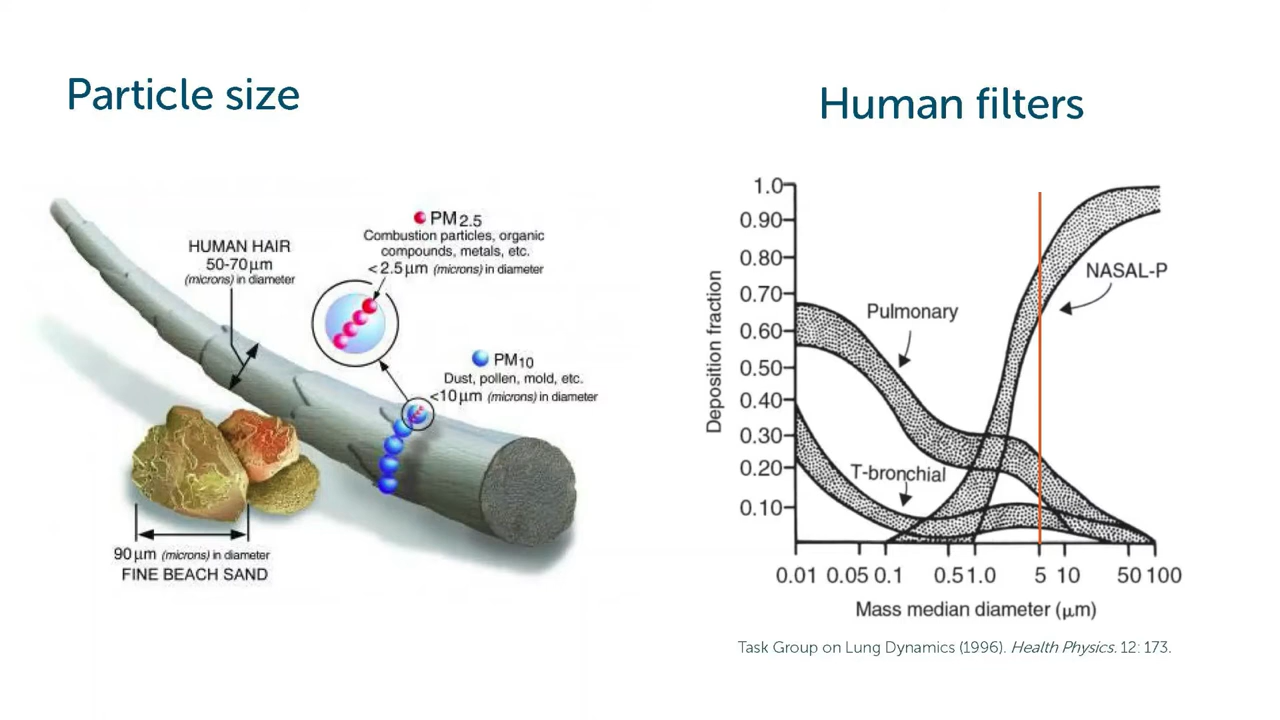 Particle size
HUMAN HAIR
50-70μm
(microns) in diameter
PM2.5
Combustion particles, organic
compounds, metals, etc.
<2.5μm (microns) in diameter
PM10
Dust, pollen, mold, etc.
<10μm (microns) in diameter
90μm (microns) in diameter
FINE BEACH SAND
Human filters
Deposition fraction
1.0
0.90
0.80
0.70
0.60
0.50
0.40
0.30
0.20
0.10
Pulmonary
NASAL-P
T-bronchial
0.01 0.05 0.1 0.5 1.0 5 10 50 100
Mass median diameter (μm)
Task Group on Lung Dynamics (1996). Health Physics. 12: 173.